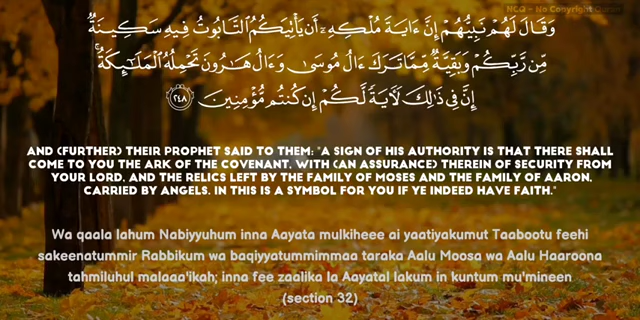 NCQ - No Copyright Quran
وَقَالَ لَهُمْ نَبِيُّهُمْ إِنَّ ءَايَةَ مُلْكِهِۦٓ أَن يَأْتِيَكُمُ ٱلتَّابُوتُ فِيهِ سَكِينَةٌ
مِّن رَّبِّكُمْ وَبَقِيَّةٌ مِّمَّا تَرَكَ ءَالُ مُوسَىٰ وَءَالُ هَـٰرُونَ تَحْمِلُهُ ٱلْمَلَـٰٓئِكَةُ ۚ
إِنَّ فِى ذَٰلِكَ لَـَٔايَةً لَّكُمْ إِن كُنتُم مُّؤْمِنِينَ ٢٤٨
AND (FURTHER) THEIR PROPHET SAID TO THEM: "A SIGN OF HIS AUTHORITY IS THAT THERE SHALL
COME TO YOU THE ARK OF THE COVENANT, WITH (AN ASSURANCE) THEREIN OF SECURITY FROM
YOUR LORD, AND THE RELICS LEFT BY THE FAMILY OF MOSES AND THE FAMILY OF AARON,
CARRIED BY ANGELS. IN THIS IS A SYMBOL FOR YOU IF YE INDEED HAVE FAITH."
Wa qaala lahum Nabiyyuhum inna Aayata mulkiheee ai yaatiyakumut Taabootu feehi
sakeenatummir Rabbikum wa baqiyyatummimmaa taraka Aalu Moosa wa Aalu Haaroona
tahmiluhul malaaa'ikah; inna fee zaalika la Aayatal lakum in kuntum mu'mineen
(section 32)